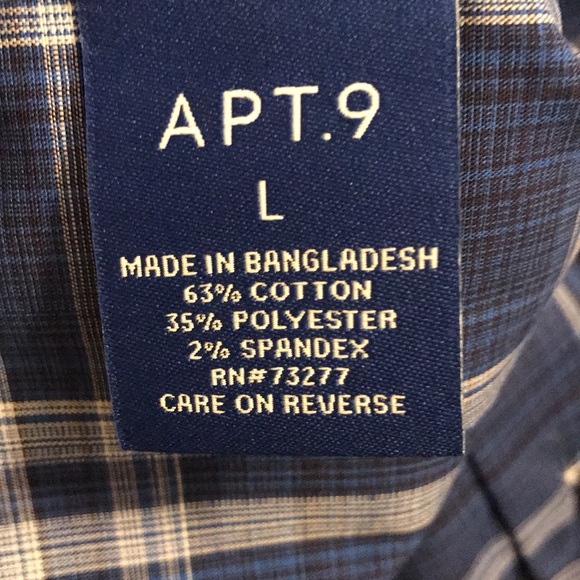 APT.9
L
MADE IN BANGLADESH
63% COTTON
35% POLYESTER
2% SPANDEX
RN#73277
CARE ON REVERSE